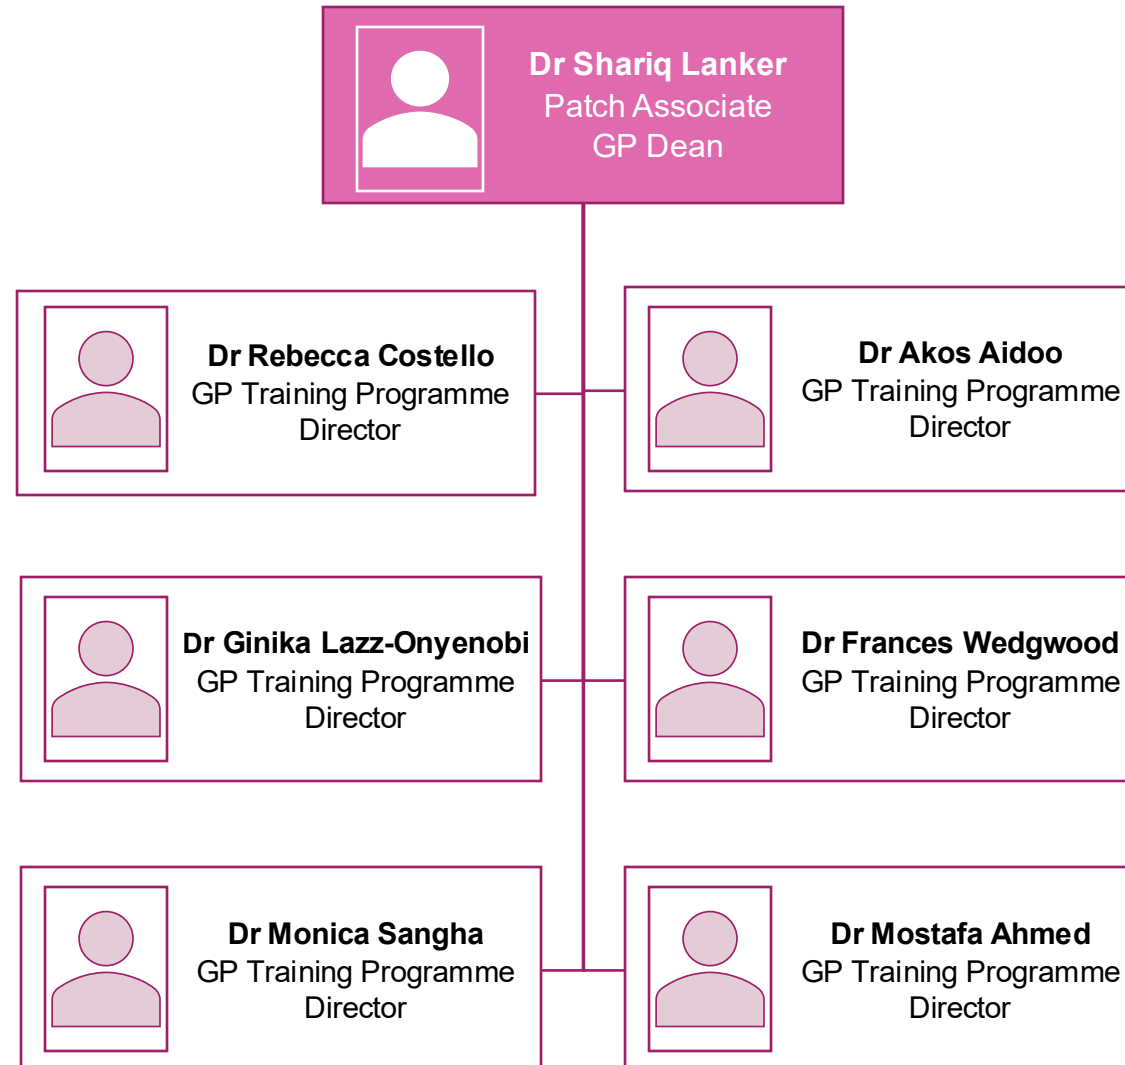 Dr Shariq Lanker
Patch Associate
GP Dean
Dr Rebecca Costello
GP Training Programme
Director
Dr Akos Aidoo
GP Training Programme
Director
Dr Ginika Lazz-Onyenobi
GP Training Programme
Director
Dr Frances Wedgwood
GP Training Programme
Director
Dr Monica Sangha
GP Training Programme
Director
Dr Mostafa Ahmed
GP Training Programme
Director